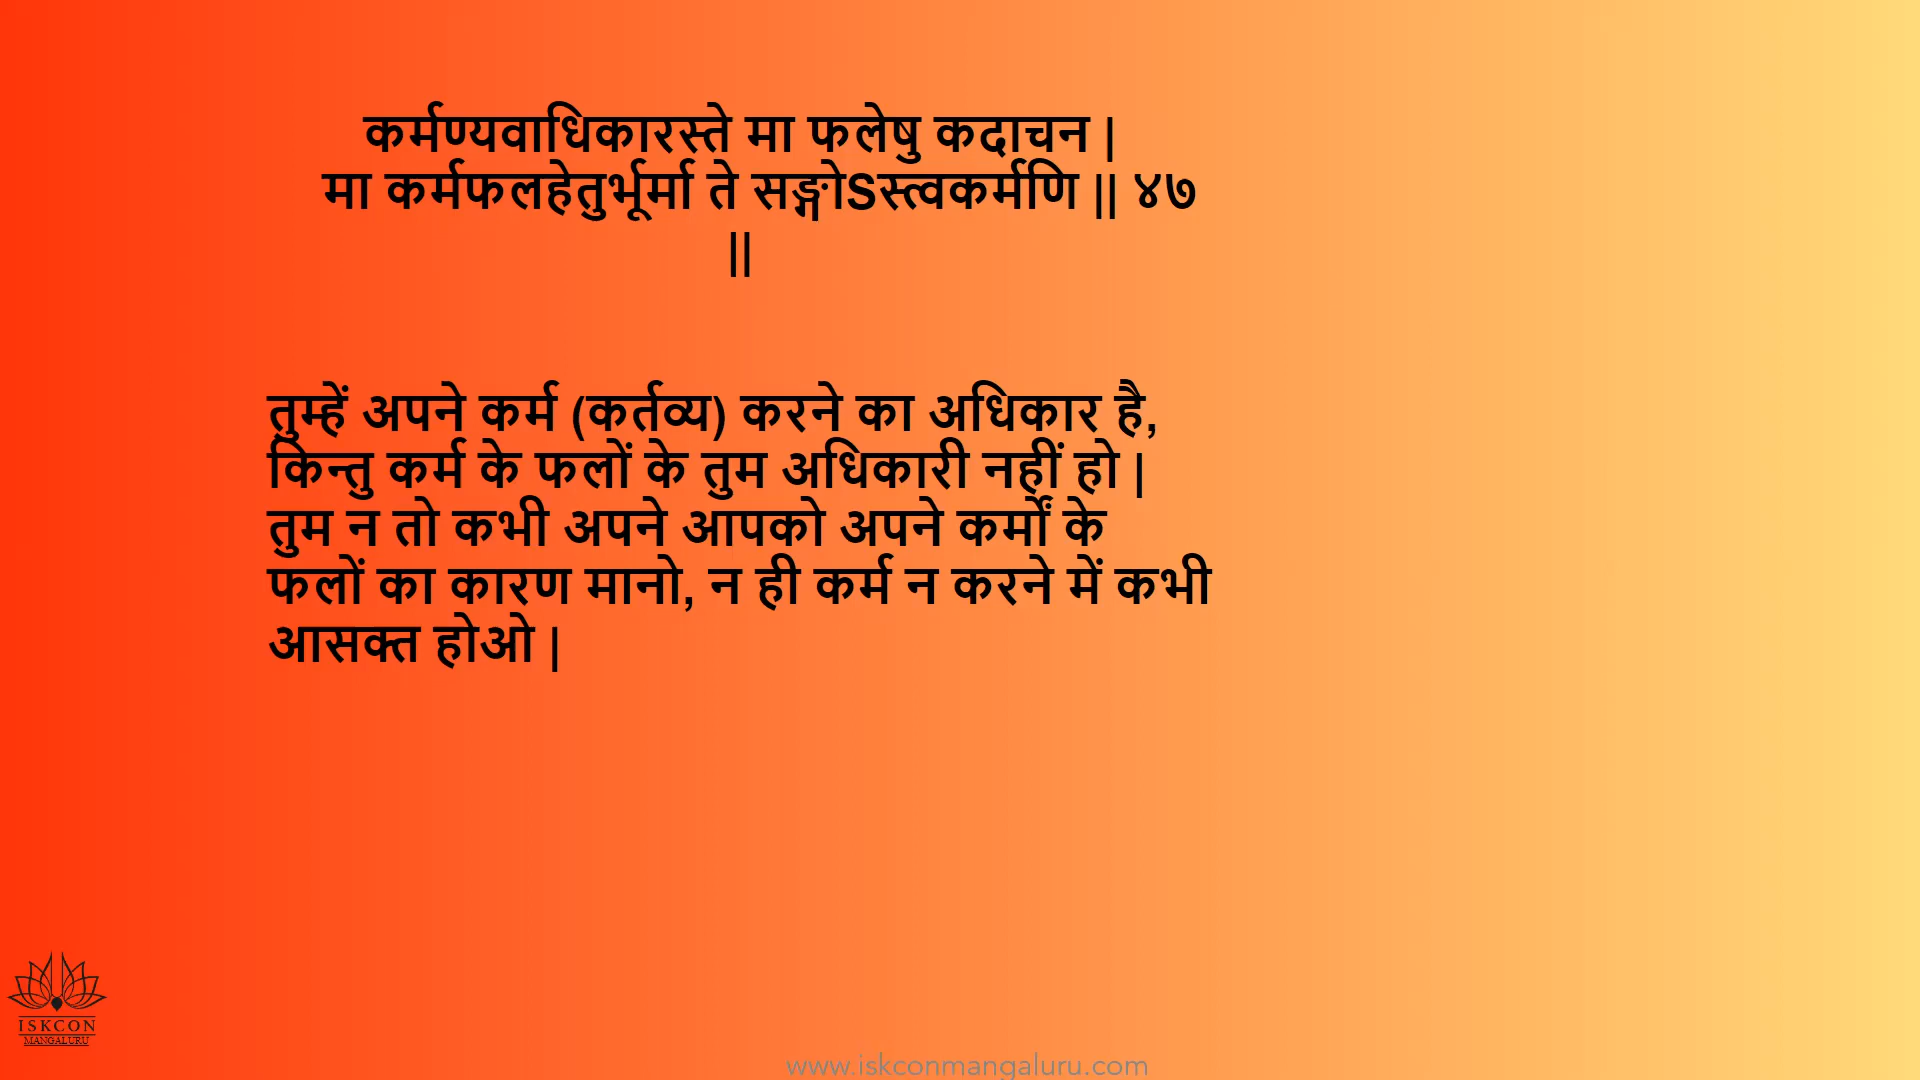 कर्मण्यवाधिकारस्ते मा फलेषु कदाचन |
मा कर्मफलहेतुर्भूर्मा ते सङ्गोSस्त्वकर्मणि || ४७
||
तुम्हें अपने कर्म (कर्तव्य) करने का अधिकार है,
किन्तु कर्म के फलों के तुम अधिकारी नहीं हो |
तुम न तो कभी अपने आपको अपने कर्मों के
फलों का कारण मानो, न ही कर्म न करने में कभी
आसक्त होओ |
ISKCON
MANGALURU
www.iskconmangaluru.com